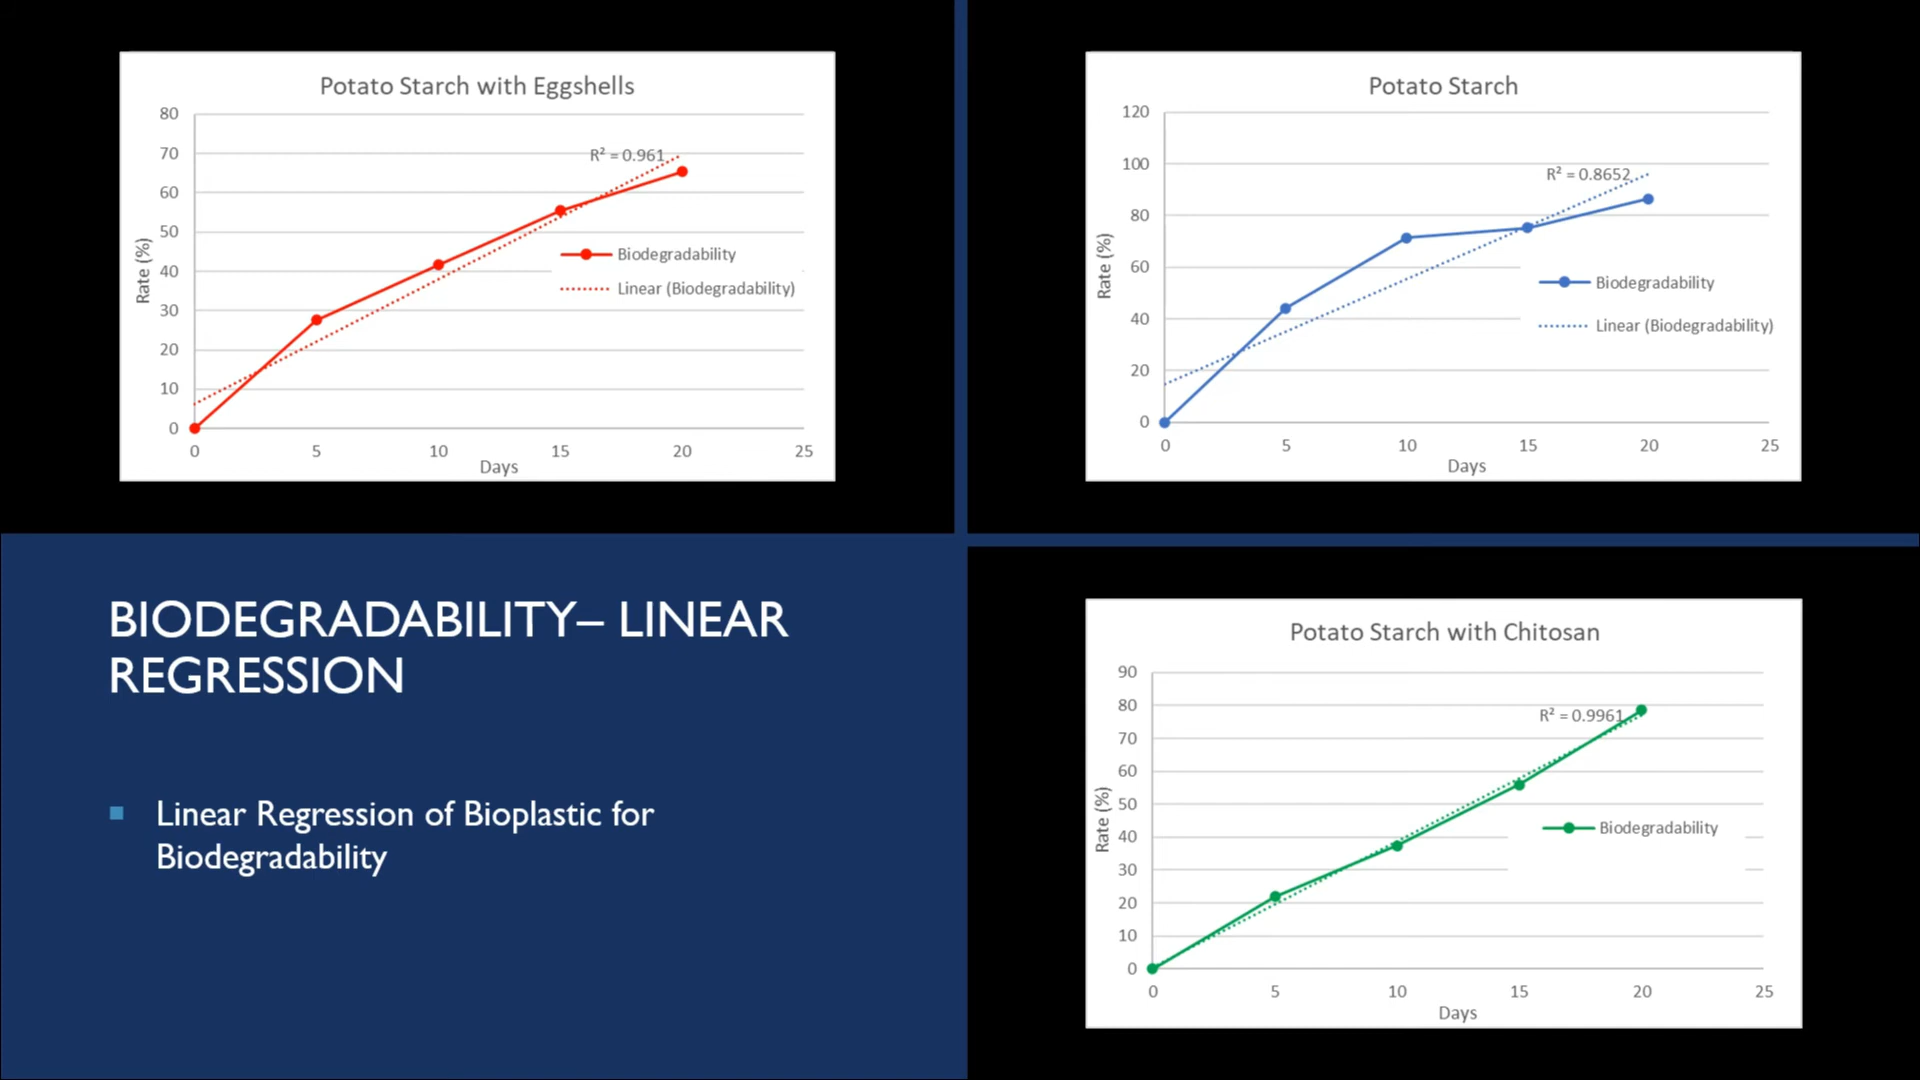 Potato Starch with Eggshells
80
70
60
50
40
30
20
10
0
0 5 10 15 20 25
Rate (%)
Days
R² = 0.961
Biodegradability
Linear (Biodegradability)
Potato Starch
120
100
80
60
40
20
0
0 5 10 15 20 25
Rate (%)
Days
R² = 0.8652
Biodegradability
Linear (Biodegradability)
BIODEGRADABILITY– LINEAR
REGRESSION
Linear Regression of Bioplastic for
Biodegradability
Potato Starch with Chitosan
90
80
70
60
50
40
30
20
10
0
0 5 10 15 20 25
Rate (%)
Days
R² = 0.9961
Biodegradability